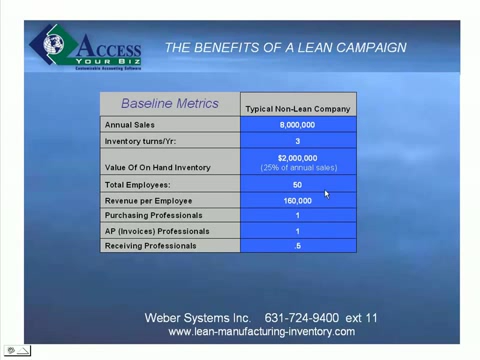 ACCESS
YOUR BIZ
Customizable Accounting Software
THE BENEFITS OF A LEAN CAMPAIGN
Baseline Metrics
Typical Non-Lean Company
Annual Sales
8,000,000
Inventory turns/Yr:
3
Value Of On Hand Inventory
$2,000,000
(25% of annual sales)
Total Employees:
50
Revenue per Employee
160,000
Purchasing Professionals
1
AP (Invoices) Professionals
1
Receiving Professionals
.5
Weber Systems Inc. 631-724-9400 ext 11
www.lean-manufacturing-inventory.com